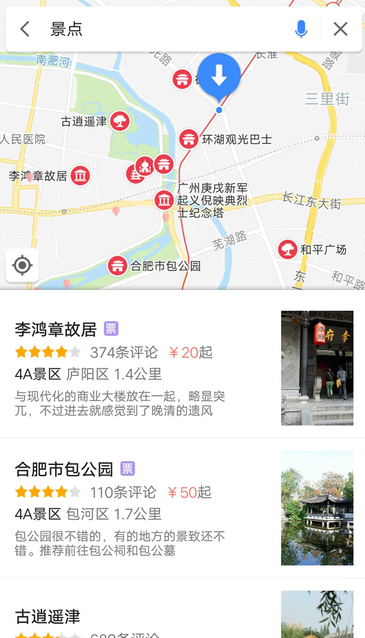 景点
南淝河
元光路
长淮
三里街
古逍遥津
人民医院
环湖观光巴士
李鸿章故居
广州庚戌新军
起义倪映典烈
士纪念塔
长江东大街
芜湖路
和平广场
合肥市包公园
东
和平路
李鸿章故居 票
374条评论 ￥20起
4A景区 庐阳区 1.4公里
与现代化的商业大楼放在一起，略显突
兀，不过进去就感觉到了晚清的遗风
合肥市包公园 票
110条评论 ￥50起
4A景区 包河区 1.7公里
包公园很不错的，有的地方的景致还不
错。推荐前往包公祠和包公墓
古逍遥津